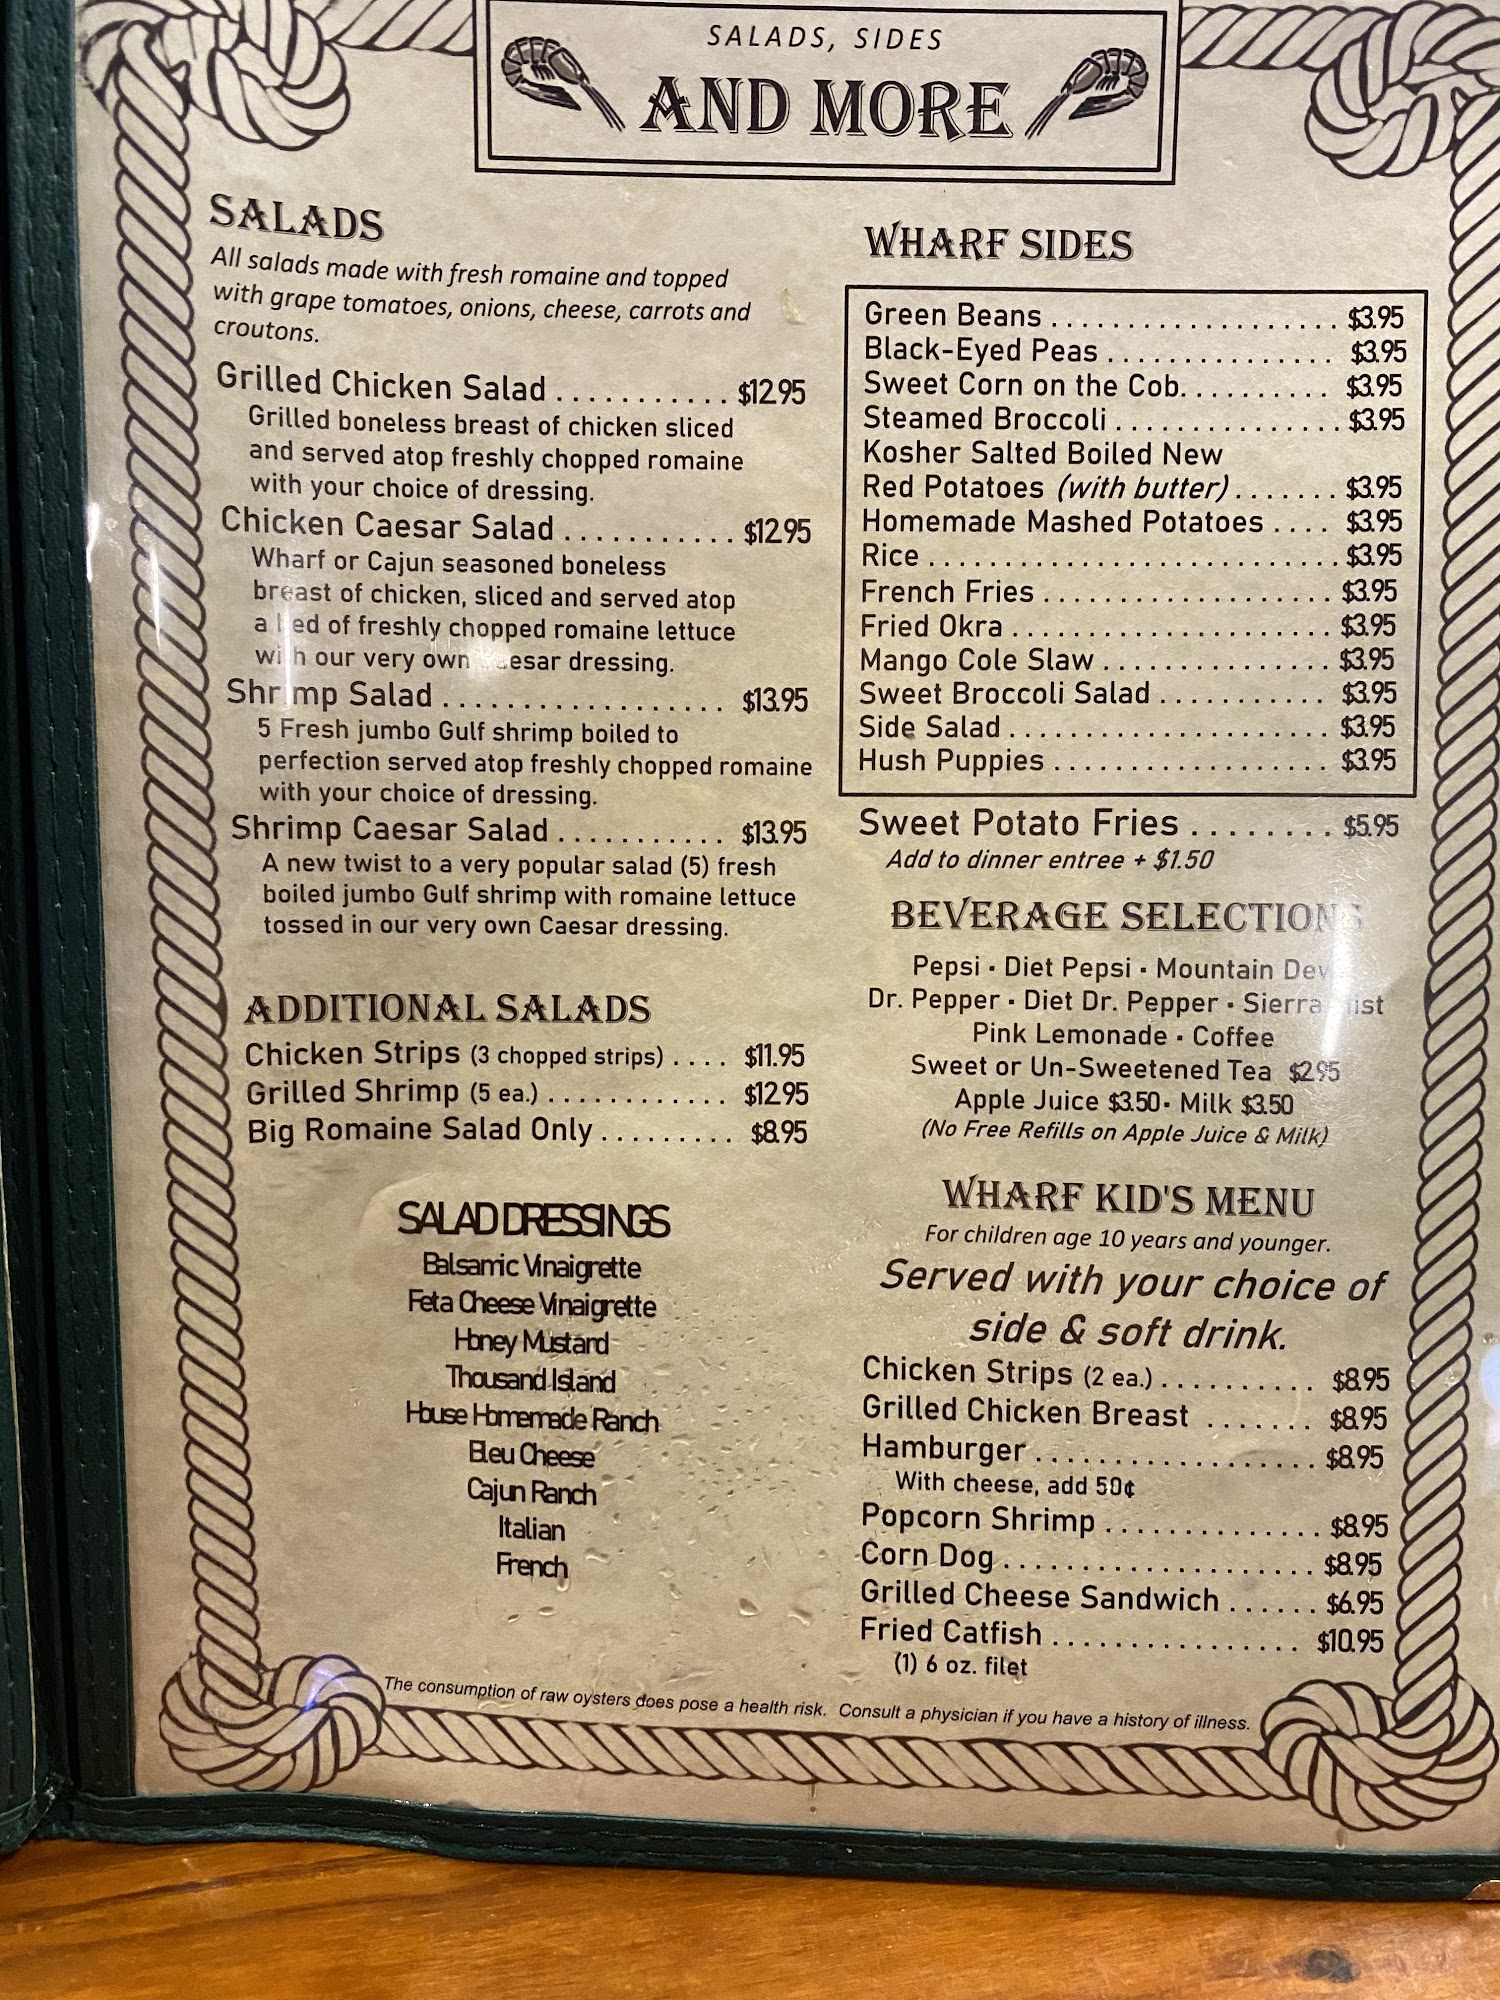 SALADS, SIDES
AND MORE
SALADS
All salads made with fresh romaine and topped
with grape tomatoes, onions, cheese, carrots and
croutons.
Grilled Chicken Salad ........... $12.95
Grilled boneless breast of chicken sliced
and served atop freshly chopped romaine
with your choice of dressing.
Chicken Caesar Salad ........... $12.95
Wharf or Cajun seasoned boneless
breast of chicken, sliced and served atop
a bed of freshly chopped romaine lettuce
with our very own Caesar dressing.
Shrimp Salad .................. $13.95
5 Fresh jumbo Gulf shrimp boiled to
perfection served atop freshly chopped romaine
with your choice of dressing.
Shrimp Caesar Salad ........... $13.95
A new twist to a very popular salad (5) fresh
boiled jumbo Gulf shrimp with romaine lettuce
tossed in our very own Caesar dressing.
ADDITIONAL SALADS
Chicken Strips (3 chopped strips) .... $11.95
Grilled Shrimp (5 ea.) ............ $12.95
Big Romaine Salad Only ......... $8.95
SALAD DRESSINGS
Balsamic Vinaigrette
Feta Cheese Vinaigrette
Honey Mustard
Thousand Island
House Homemade Ranch
Bleu Cheese
Cajun Ranch
Italian
French
WHARF SIDES
Green Beans ................... $3.95
Black-Eyed Peas ............... $3.95
Sweet Corn on the Cob.......... $3.95
Steamed Broccoli ............... $3.95
Kosher Salted Boiled New
Red Potatoes (with butter) ....... $3.95
Homemade Mashed Potatoes .... $3.95
Rice ........................... $3.95
French Fries ................... $3.95
Fried Okra ..................... $3.95
Mango Cole Slaw ............... $3.95
Sweet Broccoli Salad ........... $3.95
Side Salad ..................... $3.95
Hush Puppies .................. $3.95
Sweet Potato Fries ........ $5.95
Add to dinner entree + $1.50
BEVERAGE SELECTIONS
Pepsi • Diet Pepsi • Mountain Dew
Dr. Pepper • Diet Dr. Pepper • Sierra Mist
Pink Lemonade • Coffee
Sweet or Un-Sweetened Tea $2.95
Apple Juice $3.50• Milk $3.50
(No Free Refills on Apple Juice & Milk)
WHARF KID'S MENU
For children age 10 years and younger.
Served with your choice of
side & soft drink.
Chicken Strips (2 ea.) .......... $8.95
Grilled Chicken Breast ....... $8.95
Hamburger ................... $8.95
With cheese, add 50¢
Popcorn Shrimp .............. $8.95
Corn Dog ..................... $8.95
Grilled Cheese Sandwich ...... $6.95
Fried Catfish ................. $10.95
(1) 6 oz. filet
The consumption of raw oysters does pose a health risk. Consult a physician if you have a history of illness.